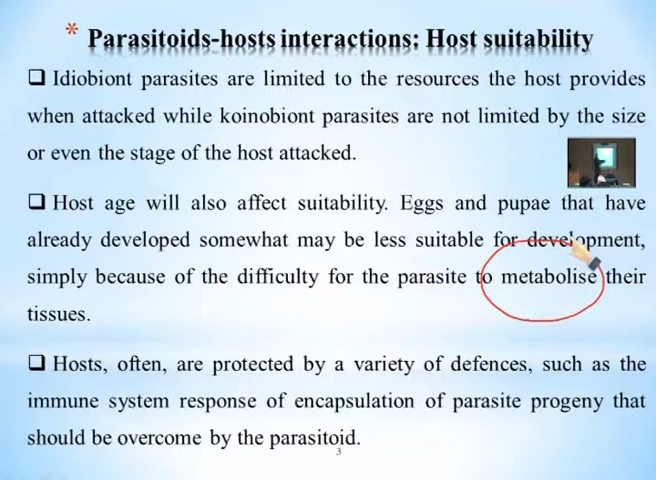 * Parasitoids-hosts interactions: Host suitability
❑ Idiobiont parasites are limited to the resources the host provides
when attacked while koinobiont parasites are not limited by the size
or even the stage of the host attacked.
❑ Host age will also affect suitability. Eggs and pupae that have
already developed somewhat may be less suitable for development,
simply because of the difficulty for the parasite to metabolise their
tissues.
❑ Hosts, often, are protected by a variety of defences, such as the
immune system response of encapsulation of parasite progeny that
should be overcome by the parasitoid.
3